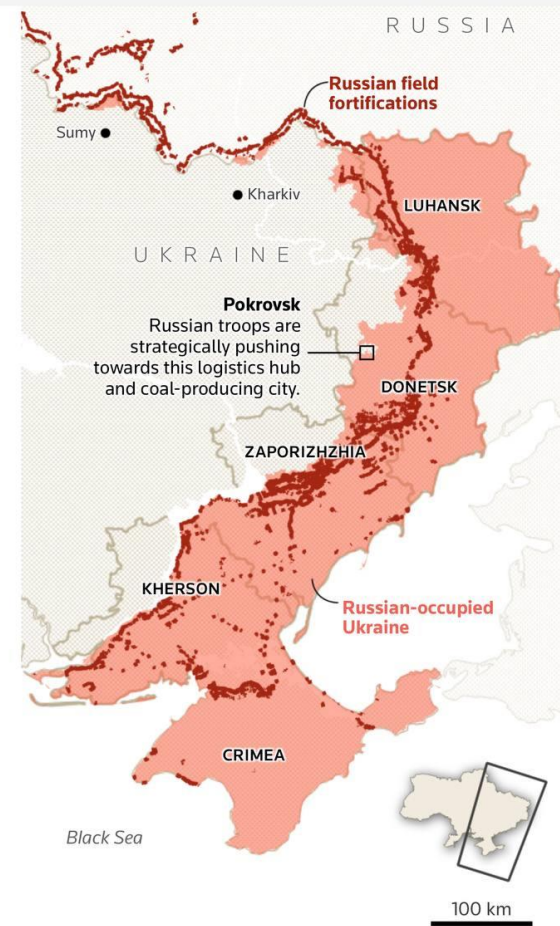 RUSSIA
Russian field
fortifications
Sumy
Kharkiv
LUHANSK
UKRAINE
Pokrovsk
Russian troops are
strategically pushing
towards this logistics hub
and coal-producing city.
DONETSK
ZAPORIZHZHIA
KHERSON
Russian-occupied
Ukraine
CRIMEA
Black Sea
100 km